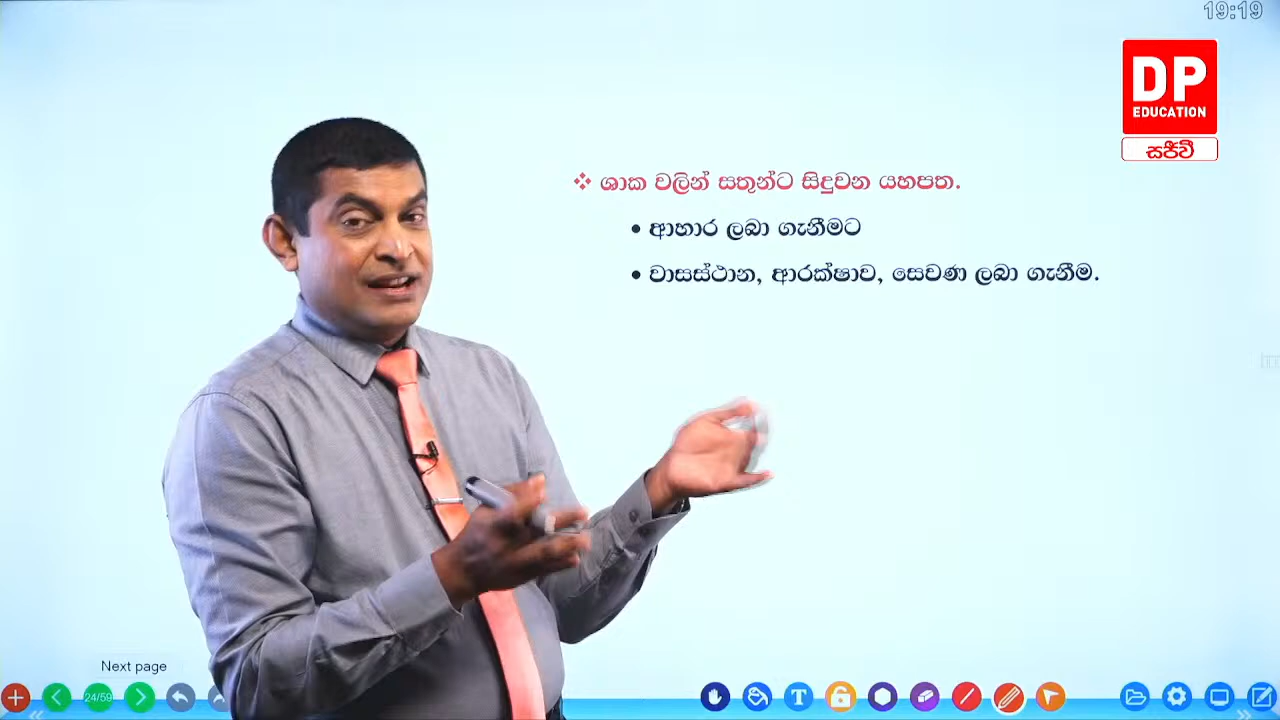 19:19
DP
EDUCATION
සජීවී
❖ ශාක වලින් සතුන්ට සිදුවන යහපත.
• ආහාර ලබා ගැනීමට
• වාසස්ථාන, ආරක්ෂාව, සෙවණ ලබා ගැනීම.
Next page
24/59
T